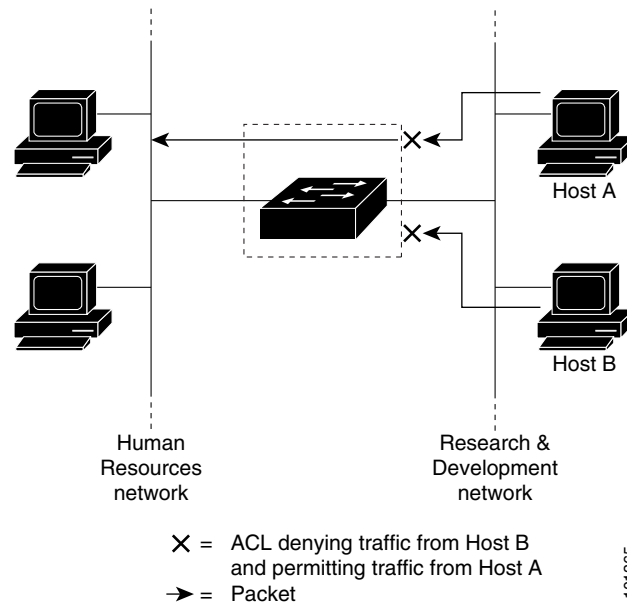 Host A
Host B
Human
Resources
network
Research &
Development
network
X = ACL denying traffic from Host B
and permitting traffic from Host A
= Packet